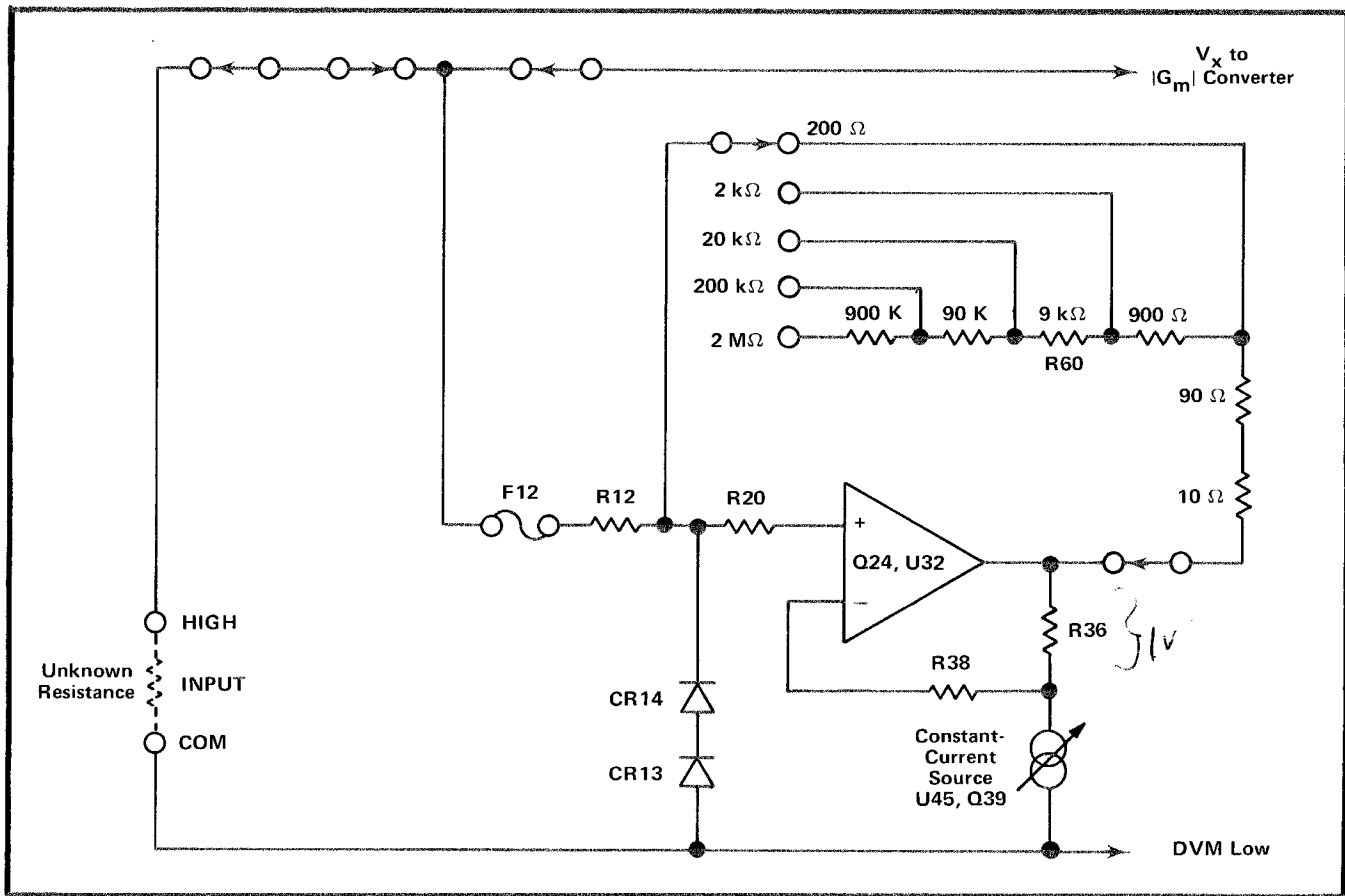 V_x to
|G_m| Converter
200 Ω
2 kΩ
20 kΩ
200 kΩ
2 MΩ
900 K
90 K
9 kΩ
900 Ω
R60
90 Ω
10 Ω
F12
R12
R20
+
Q24, U32
−
R36
1V
R38
HIGH
Unknown
Resistance
INPUT
COM
CR14
CR13
Constant-
Current
Source
U45, Q39
DVM Low